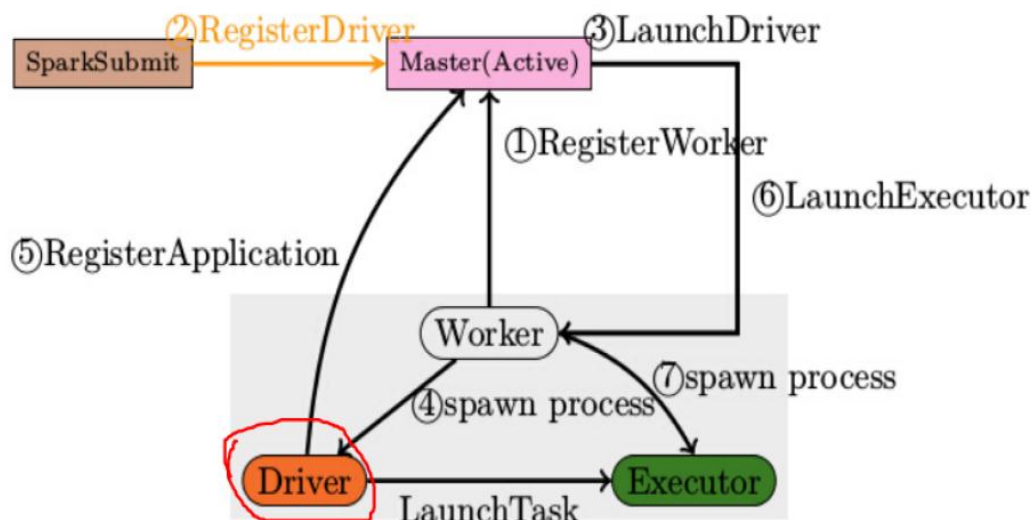 ②RegisterDriver
③LaunchDriver
SparkSubmit
Master(Active)
①RegisterWorker
⑥LaunchExecutor
⑤RegisterApplication
Worker
⑦spawn process
④spawn process
Driver
Executor
LaunchTask